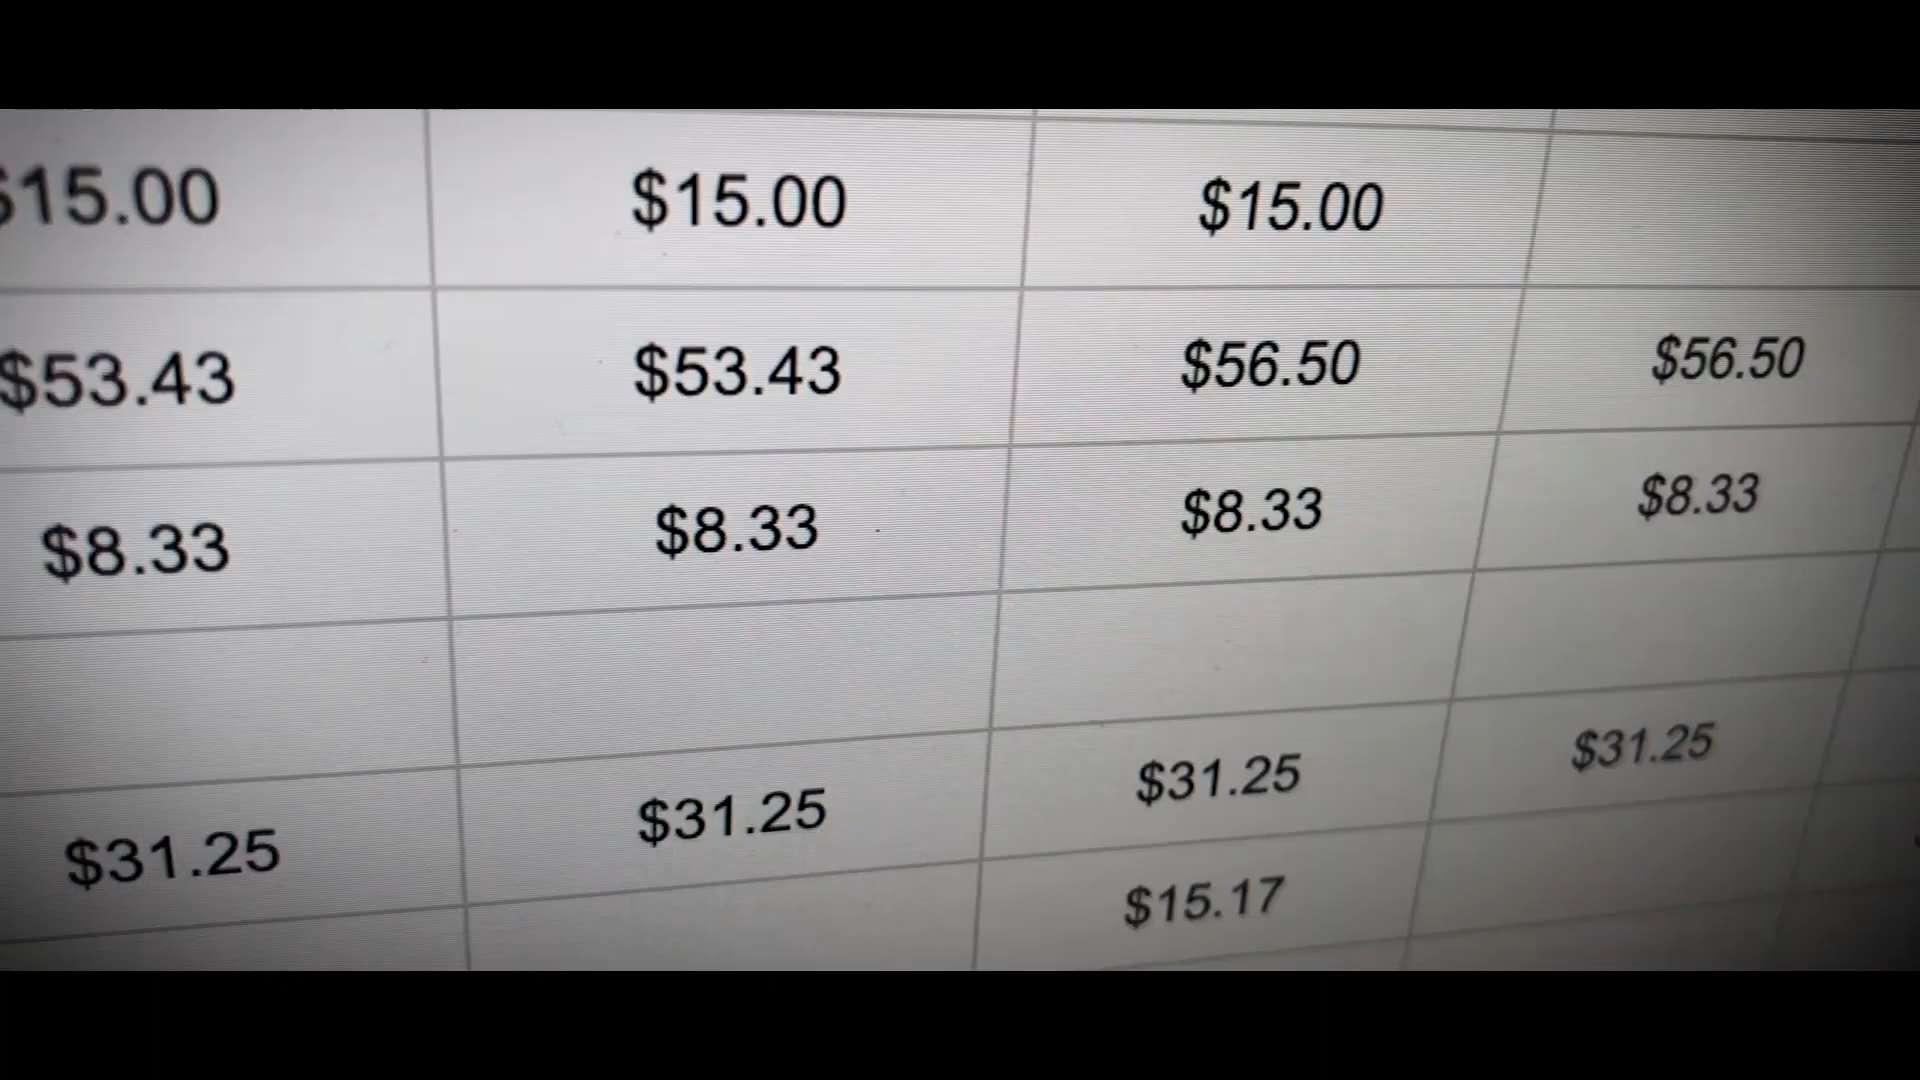 $15.00 $15.00 $15.00
$53.43 $53.43 $56.50 $56.50
$8.33 $8.33 $8.33 $8.33
$31.25 $31.25 $31.25 $31.25
$15.17